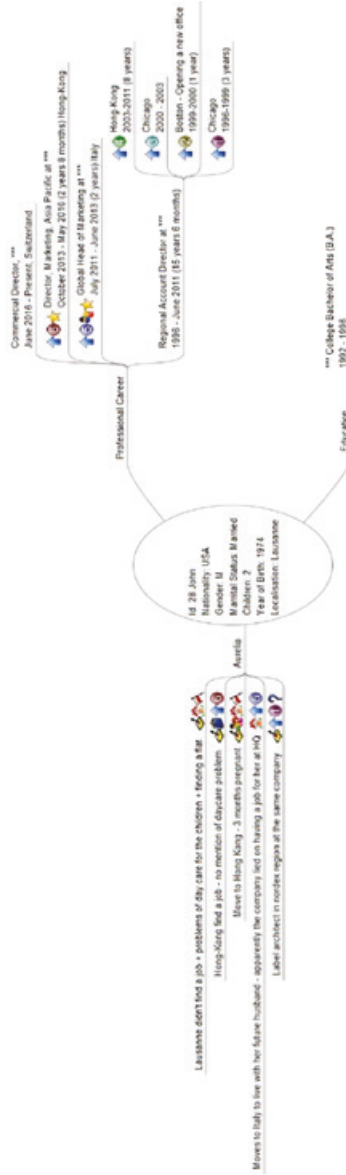 Commercial Director, ***
June 2016 - Present, Switzerland
Director, Marketing, Asia Pacific at ***
October 2013 - May 2016 (2 years 8 months) Hong-Kong
Global Head of Marketing at ***
July 2011 - June 2013 (2 years) Italy
Regional Account Director at ***
1996 - June 2011 (15 years 6 months)
Hong-Kong
2003-2011 (8 years)
Chicago
2000 - 2003
Boston - Opening a new office
1999-2000 (1 year)
Chicago
1996-1999 (3 years)
Professional Career
Id: 28 John
Nationality: USA
Gender: M
Marrital Status: Married
Children: 2
Year of Birth: 1974
Localisation: Lausanne
Aurelia
Lausanne didn't find a job + problems of day care for the children + finding a flat
Hong-Kong find a job - no mention of daycare problem
Move to Hong Kang - 3 months pregnant
Moves to Italy to live with her future husband - apparently the company lied on having a job for her at HQ
Label architect in nordex region at the same company
*** College Bachelor of Arts (B.A.)
1992 - 1996
Education